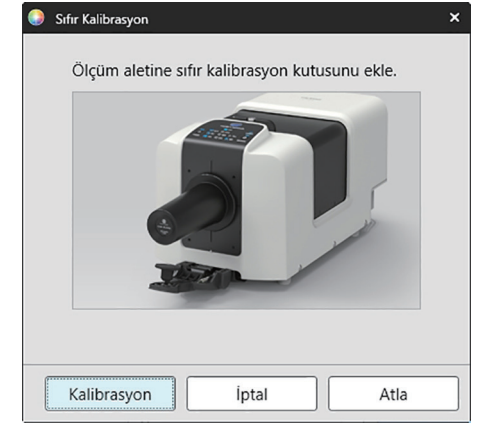 Sıfır Kalibrasyon
Ölçüm aletine sıfır kalibrasyon kutusunu ekle.
Kalibrasyon
İptal
Atla